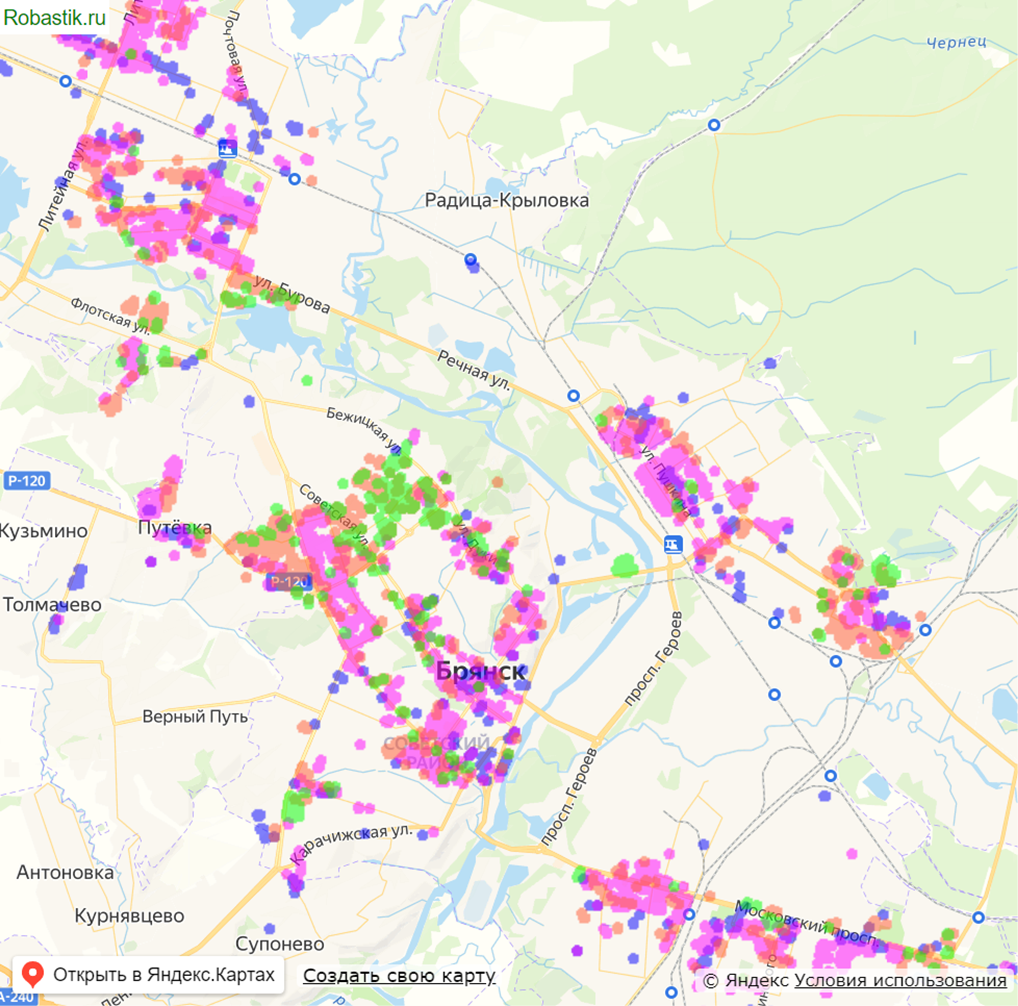 Robastik.ru
Почтовая ул.
Чернец
Литейная ул.
Радица-Крыловка
ул. Бурова
Флотская ул.
Речная ул.
Бежицкая ул.
Р-120
Советская ул.
ул. Пушкина
Кузьмино
Путёвка
Р-120
Толмачево
просп. Героев
Брянск
Верный Путь
СОВЕТСКИЙ
РАЙОН
просп. Героев
Карачижская ул.
Антоновка
Московский просп.
Курнявцево
Супонево
Открыть в Яндекс.Картах
Создать свою карту
© Яндекс Условия использования
А-240